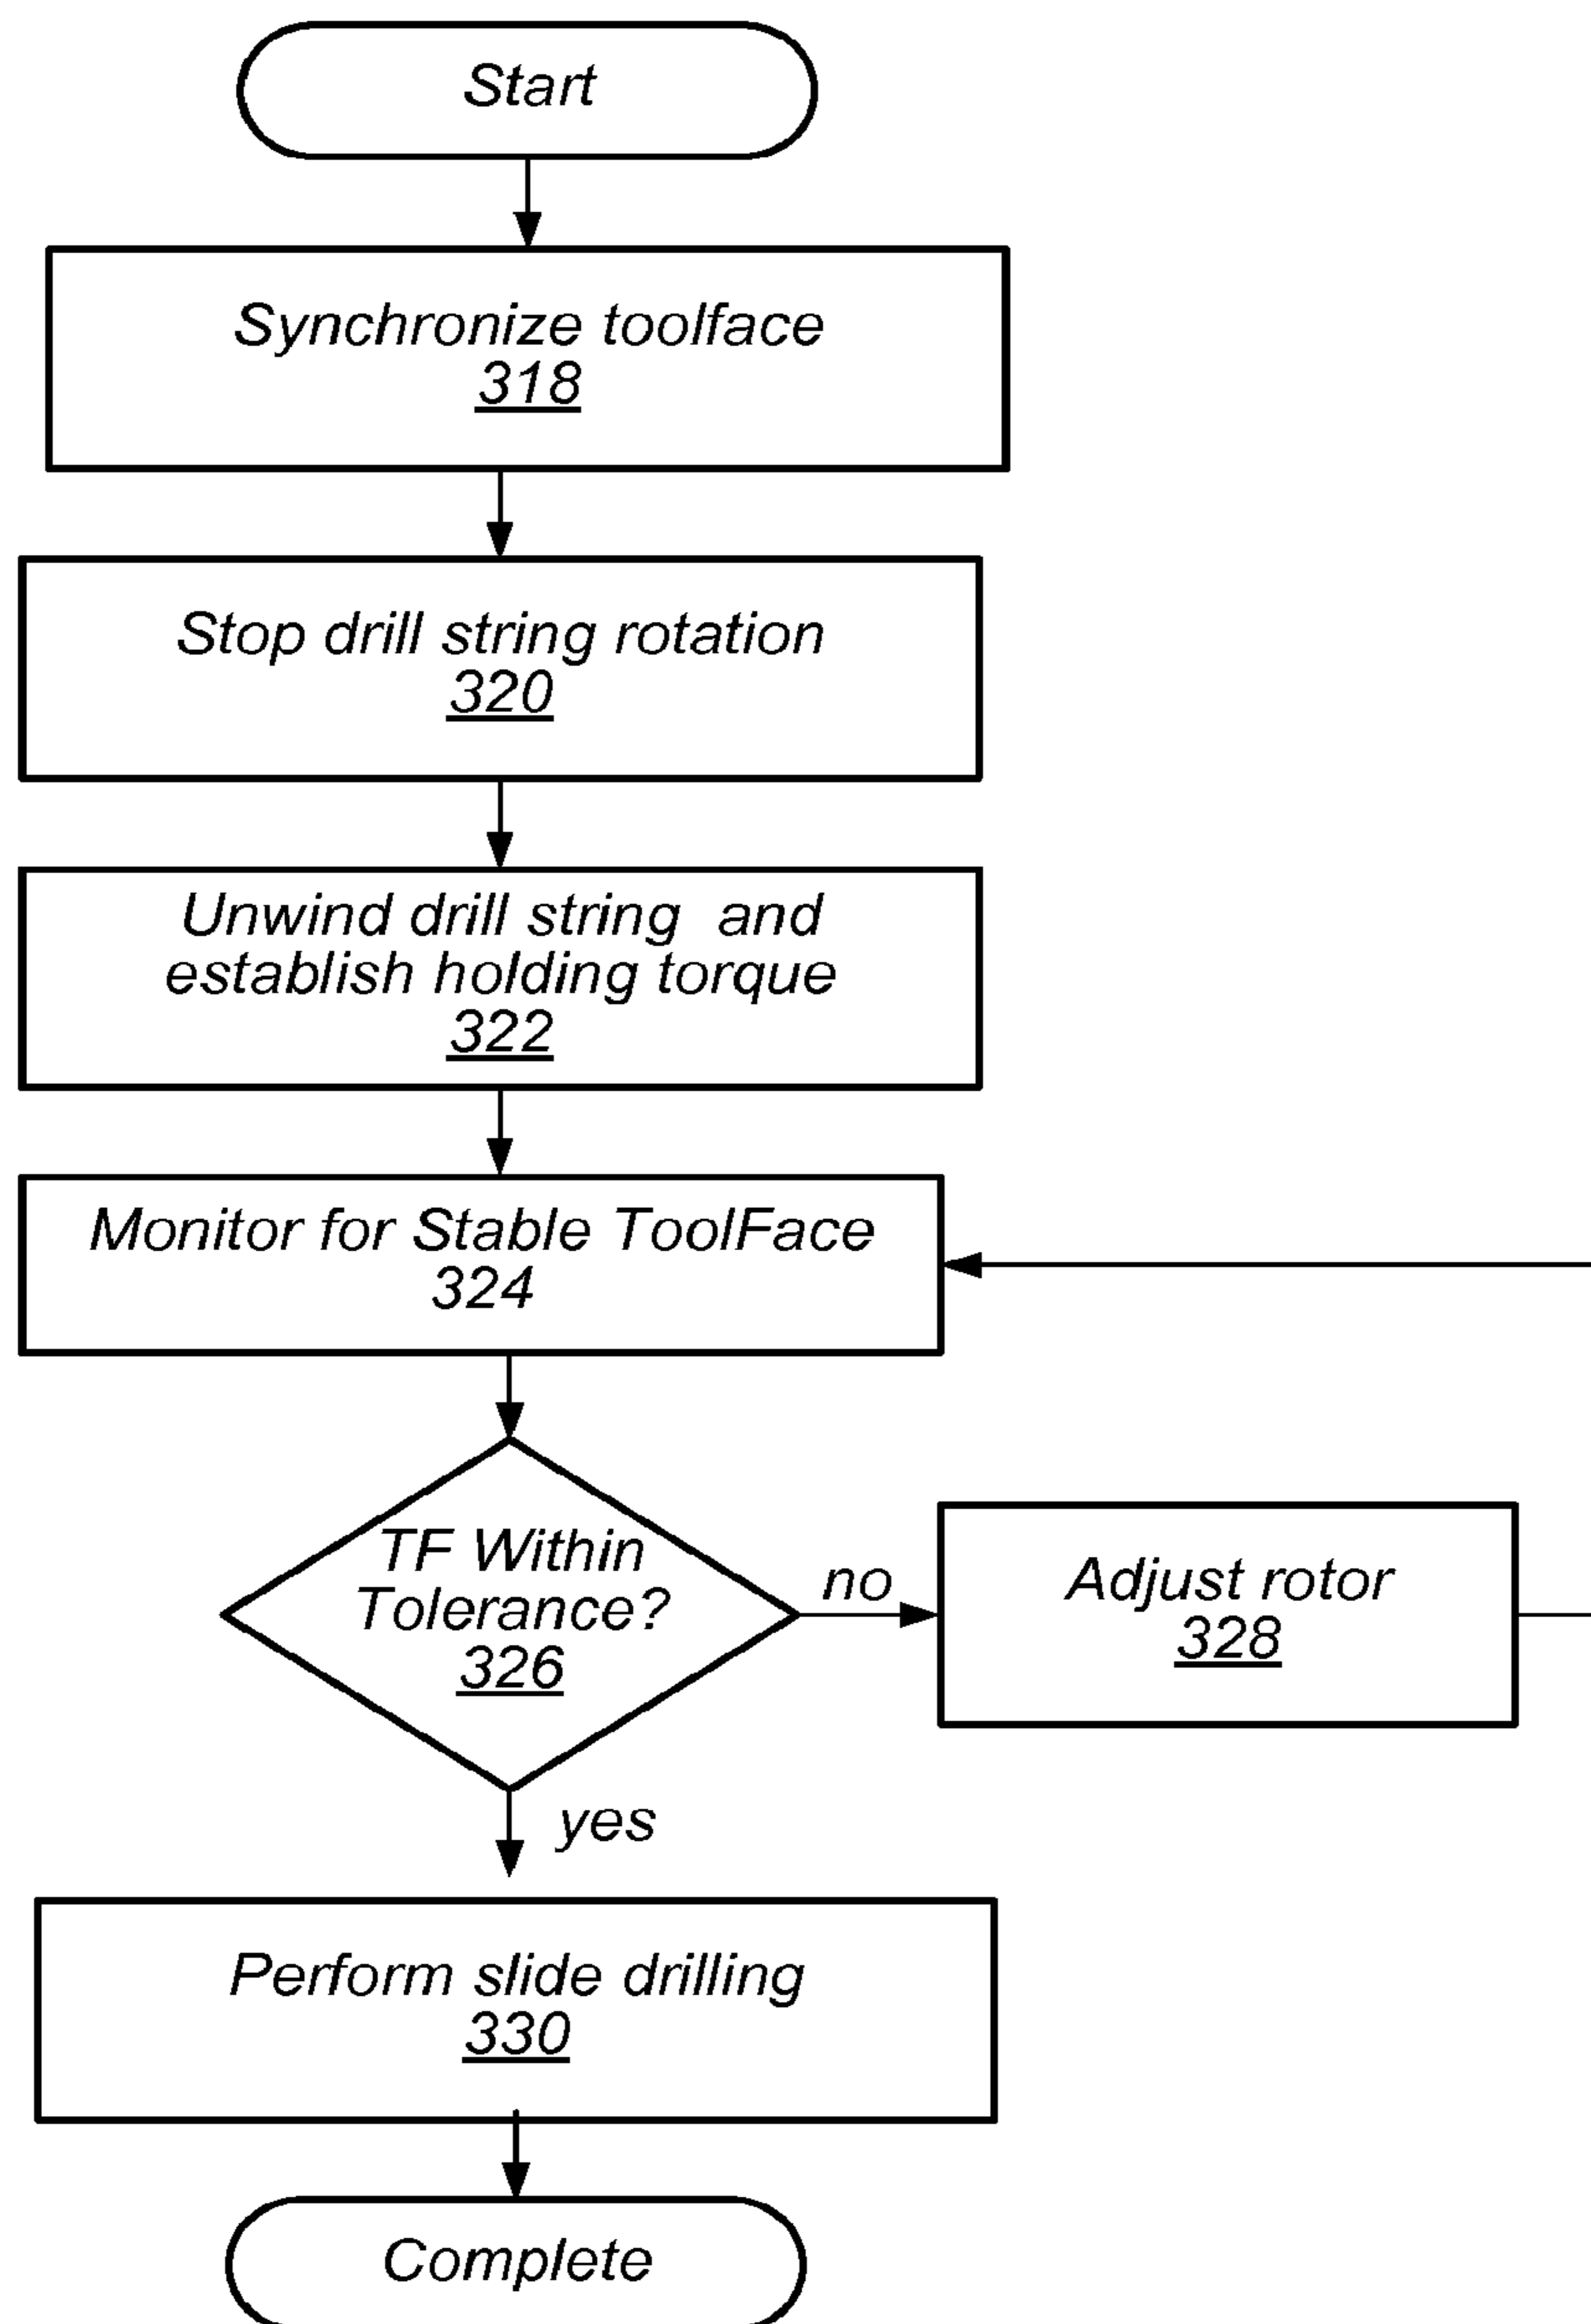 Start
Synchronize toolface
318
Stop drill string rotation
320
Unwind drill string and
establish holding torque
322
Monitor for Stable ToolFace
324
TF Within
Tolerance?
326
no
Adjust rotor
328
yes
Perform slide drilling
330
Complete